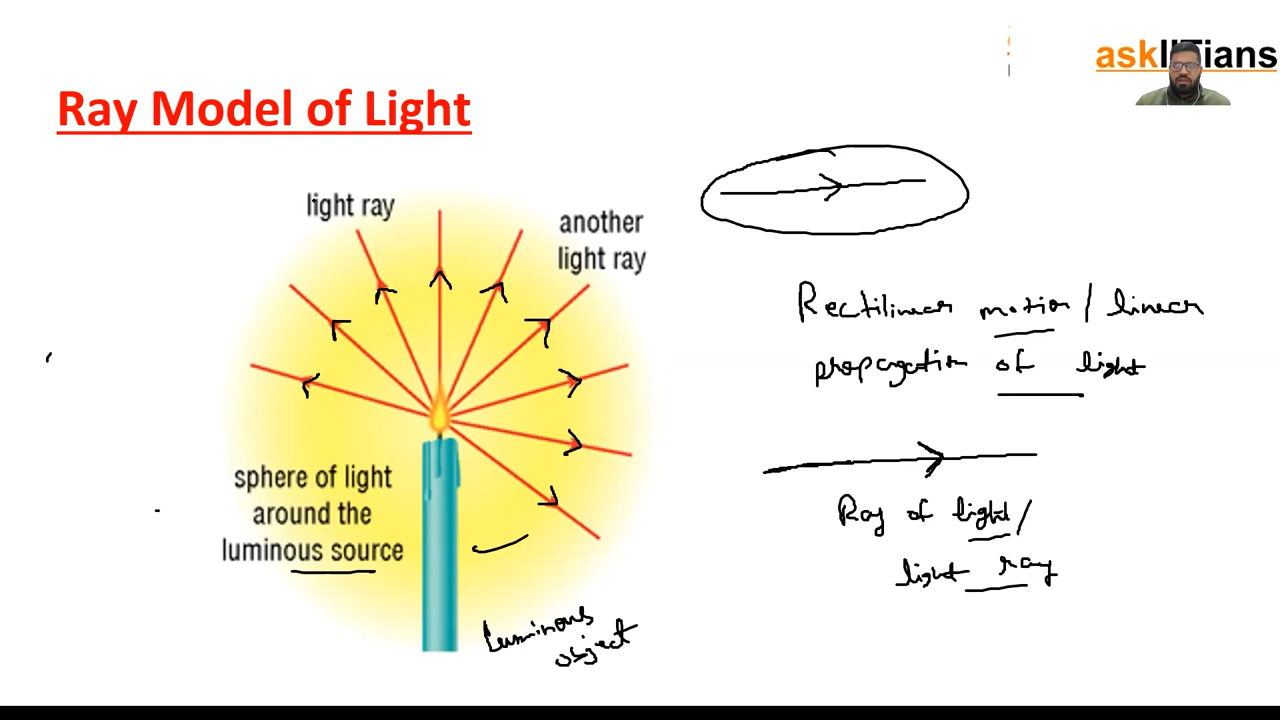 askIITians
Ray Model of Light
light ray
another
light ray
Rectilinear motion / linear
propagation of light
sphere of light
around the
luminous source
Ray of light /
light ray
Luminous
object